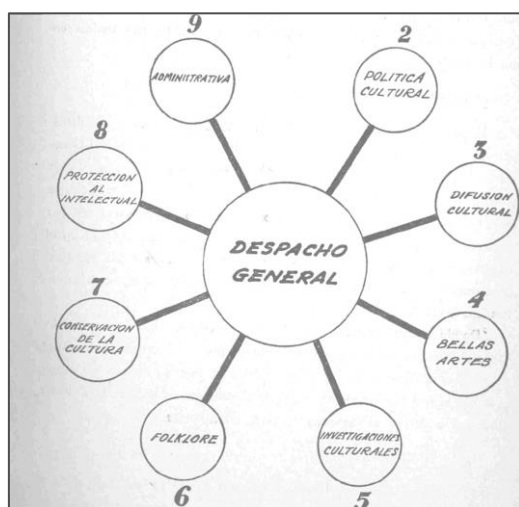 9
ADMINISTRATIVA
2
POLITICA
CULTURAL
8
PROTECCION
AL
INTELECTUAL
3
DIFUSION
CULTURAL
DESPACHO
GENERAL
7
CONSERVACION
DE LA
CULTURA
4
BELLAS
ARTES
FOLKLORE
6
INVESTIGACIONES
CULTURALES
5